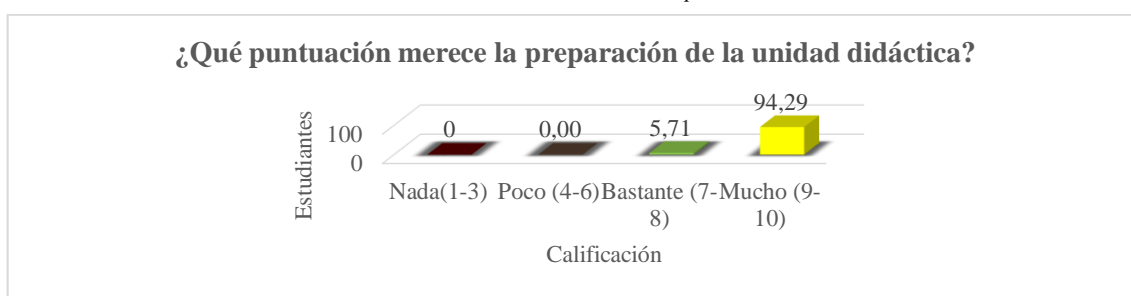 ¿Qué puntuación merece la preparación de la unidad didáctica?
94,29
5,71
0,00
0
100
0
Estudiantes
Nada(1-3) Poco (4-6) Bastante (7-8) Mucho (9-10)
Calificación